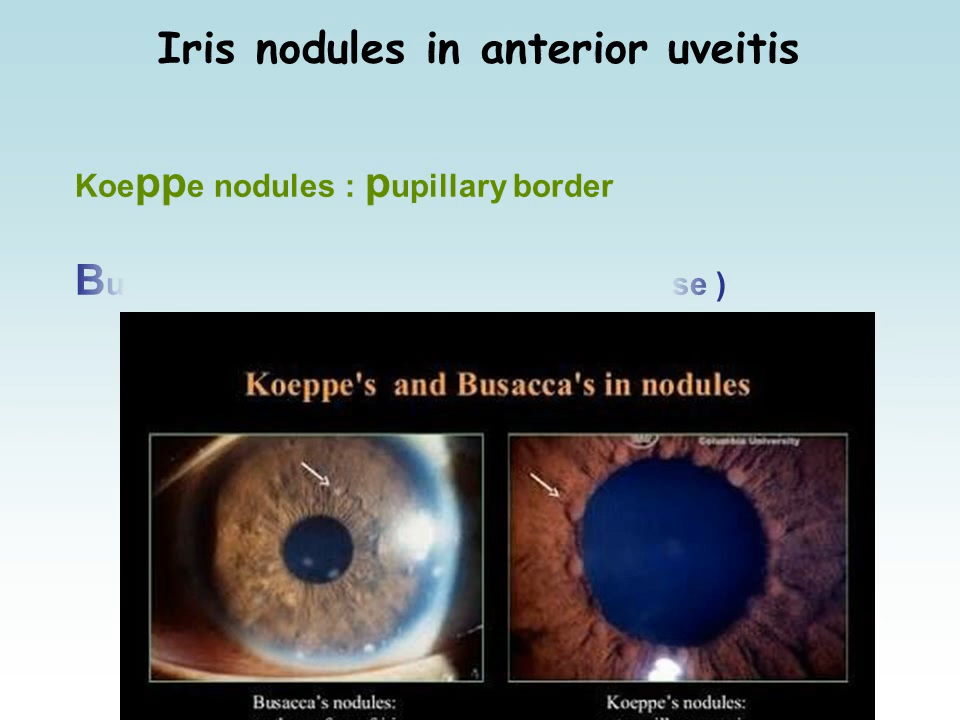 Iris nodules in anterior uveitis
Koeppe nodules : pupillary border
Bu se )
Koeppe's and Busacca's in nodules
Columbia University
Busacca's nodules:
Koeppe's nodules: